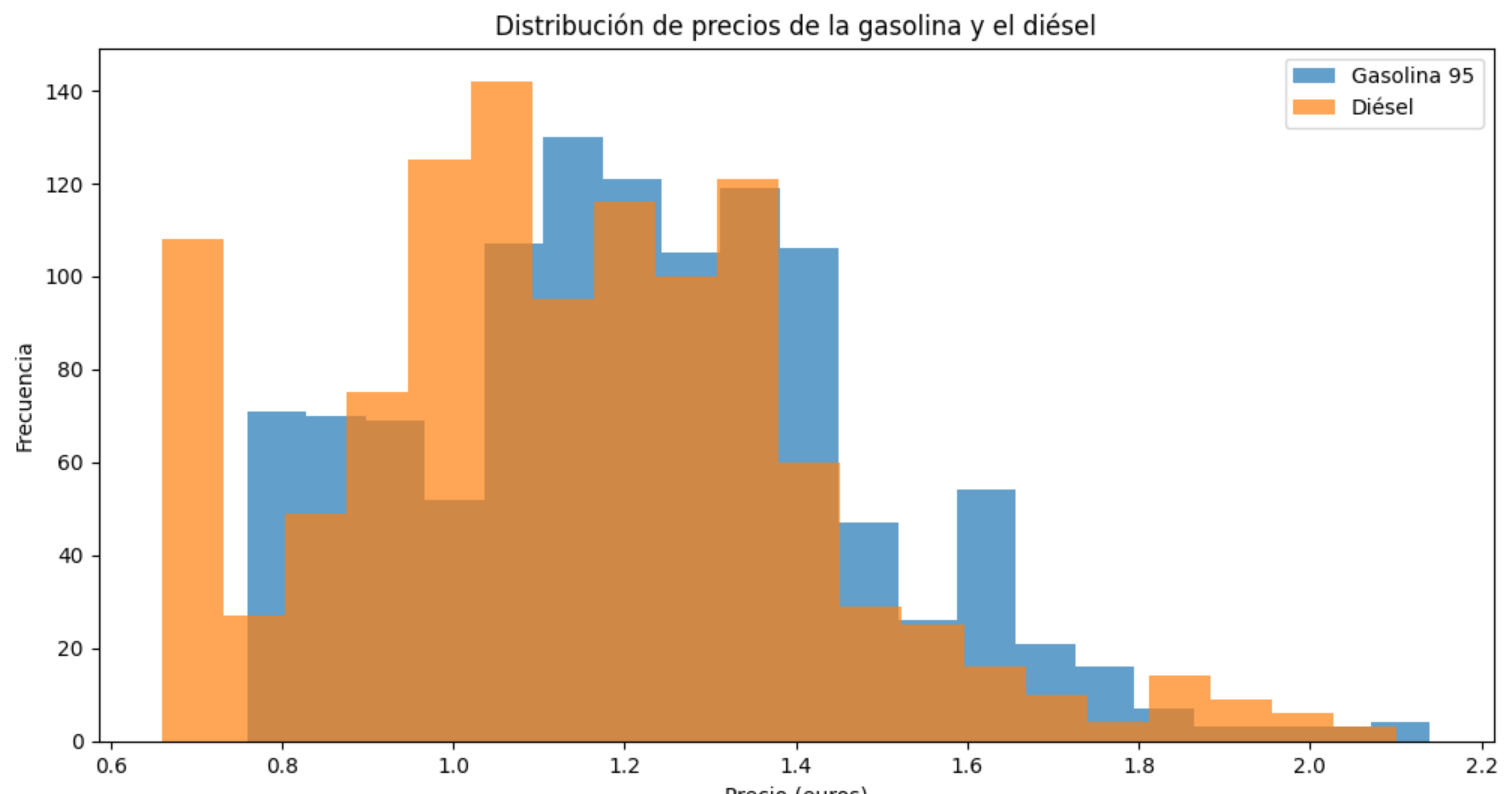 Distribución de precios de la gasolina y el diésel
Gasolina 95
Diésel
Frecuencia
140
120
100
80
60
40
20
0
0.6 0.8 1.0 1.2 1.4 1.6 1.8 2.0 2.2
Precio (euros)